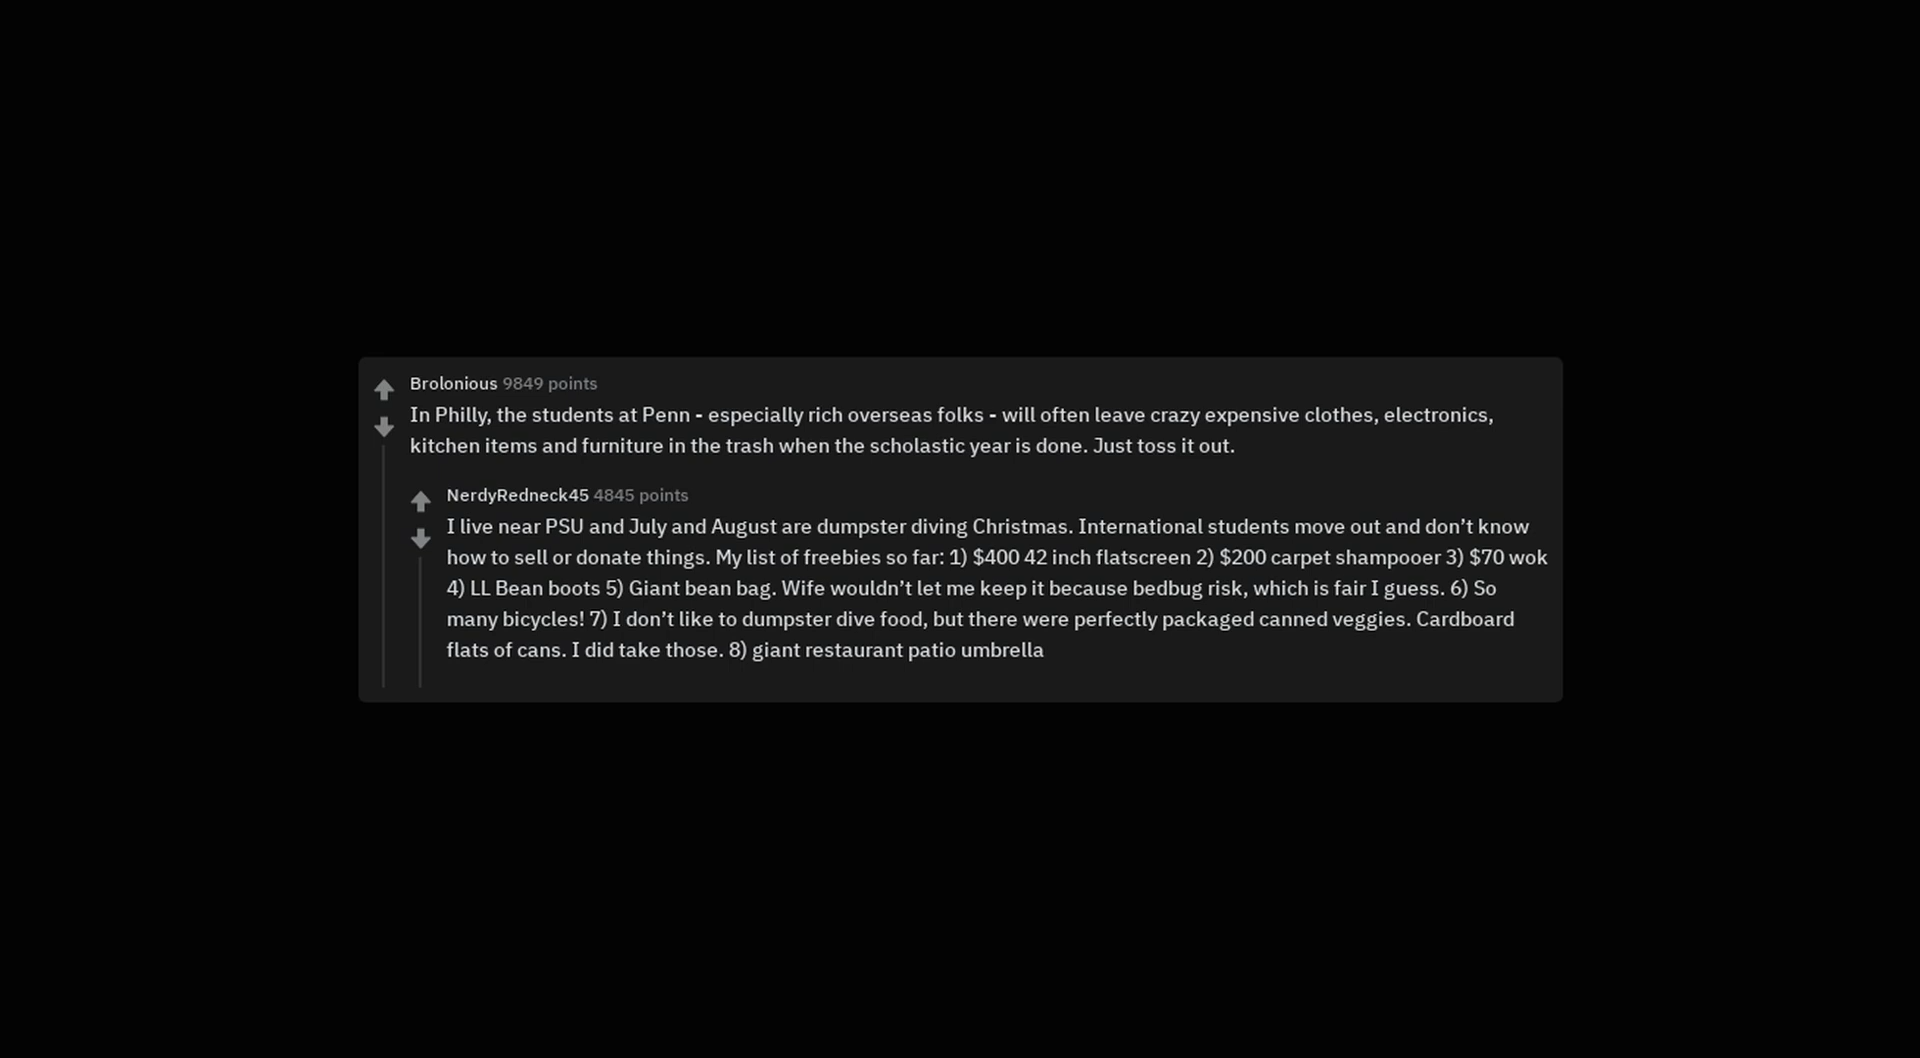 Brolonious 9849 points
In Philly, the students at Penn - especially rich overseas folks - will often leave crazy expensive clothes, electronics,
kitchen items and furniture in the trash when the scholastic year is done. Just toss it out.
NerdyRedneck45 4845 points
I live near PSU and July and August are dumpster diving Christmas. International students move out and don’t know
how to sell or donate things. My list of freebies so far: 1) $400 42 inch flatscreen 2) $200 carpet shampooer 3) $70 wok
4) LL Bean boots 5) Giant bean bag. Wife wouldn’t let me keep it because bedbug risk, which is fair I guess. 6) So
many bicycles! 7) I don’t like to dumpster dive food, but there were perfectly packaged canned veggies. Cardboard
flats of cans. I did take those. 8) giant restaurant patio umbrella